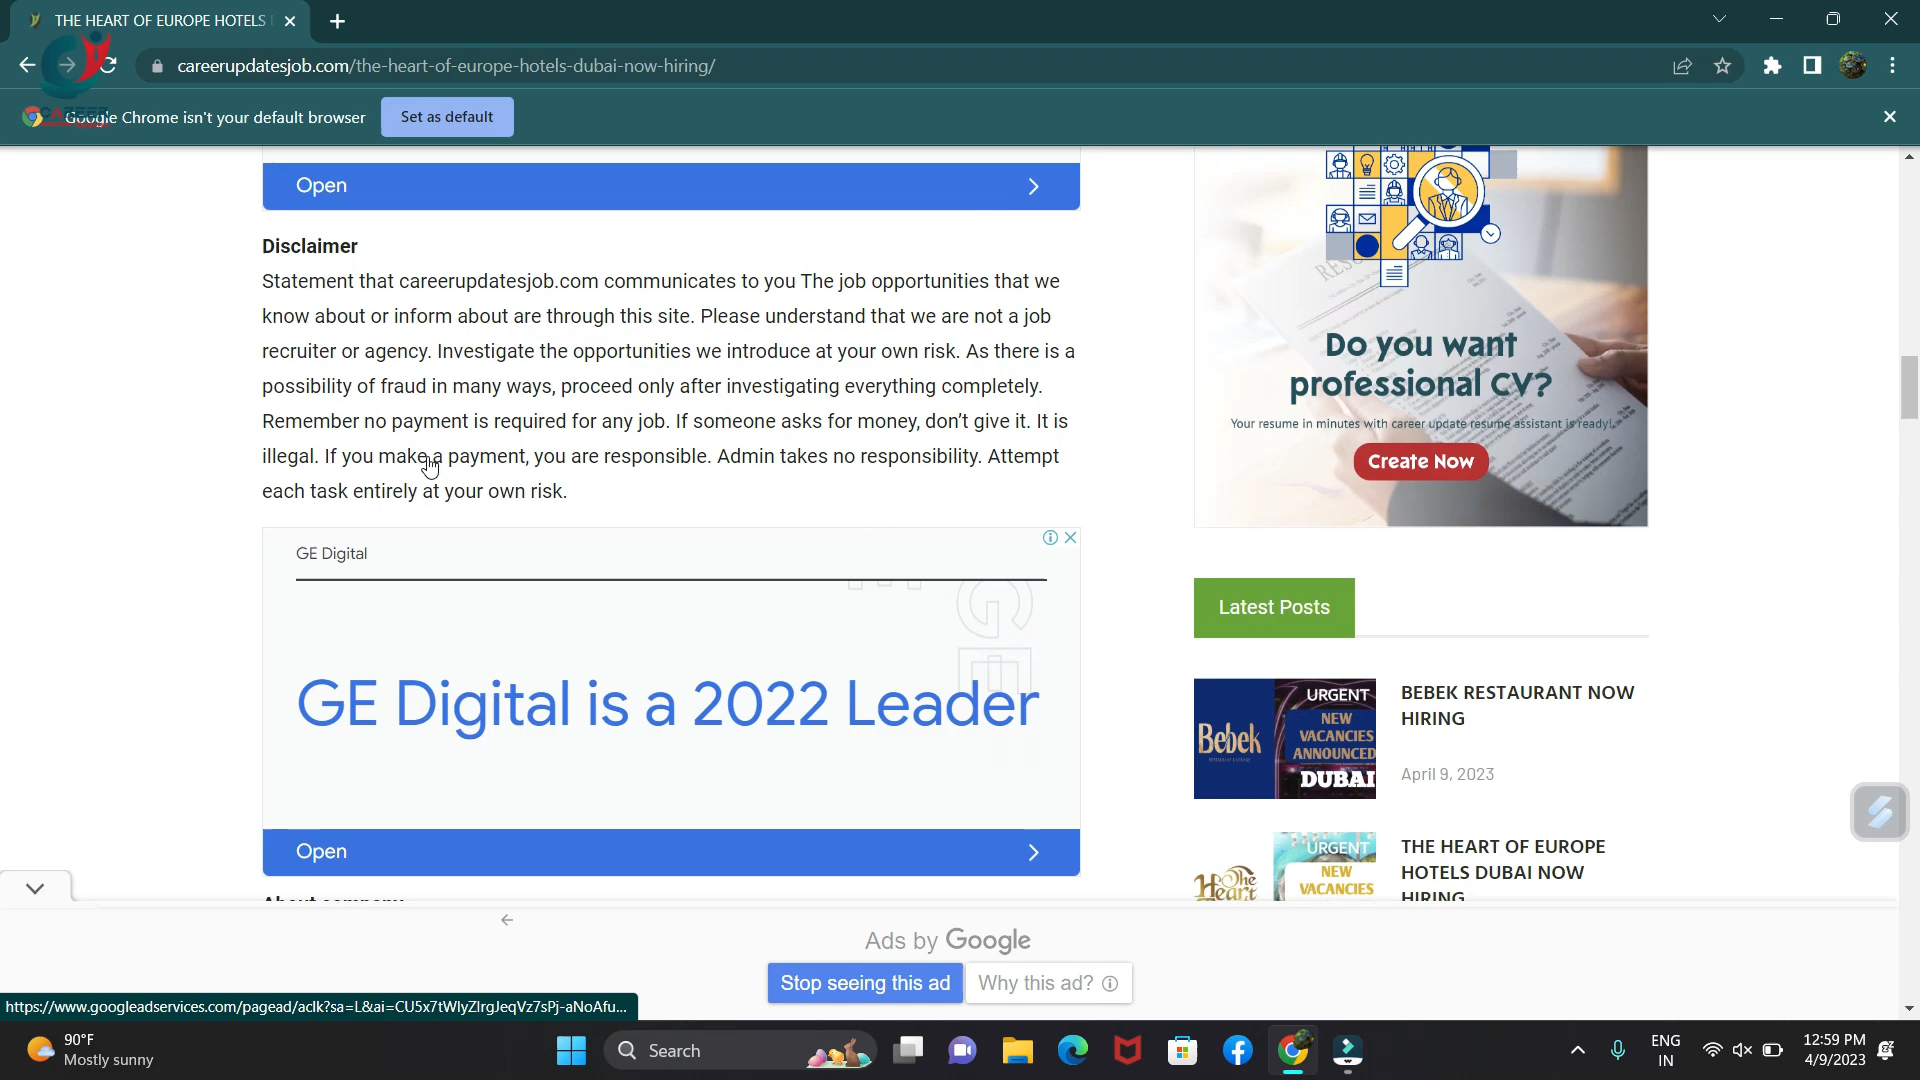 THE HEART OF EUROPE HOTELS
careerupdatesjob.com/the-heart-of-europe-hotels-dubai-now-hiring/
Google Chrome isn't your default browser
Set as default
Open
Disclaimer
Statement that careerupdatesjob.com communicates to you The job opportunities that we
know about or inform about are through this site. Please understand that we are not a job
recruiter or agency. Investigate the opportunities we introduce at your own risk. As there is a
possibility of fraud in many ways, proceed only after investigating everything completely.
Remember no payment is required for any job. If someone asks for money, don’t give it. It is
illegal. If you make a payment, you are responsible. Admin takes no responsibility. Attempt
each task entirely at your own risk.
GE Digital
GE Digital is a 2022 Leader
Open
Do you want
professional CV?
Your resume in minutes with career update resume assistant is ready!
Create Now
Latest Posts
Bebek
URGENT
NEW
VACANCIES
ANNOUNCED
DUBAI
BEBEK RESTAURANT NOW
HIRING
April 9, 2023
The
Heart
URGENT
NEW
VACANCIES
THE HEART OF EUROPE
HOTELS DUBAI NOW
HIRING
About company
Ads by Google
Stop seeing this ad
Why this ad?
https://www.googleadservices.com/pagead/aclk?sa=L&ai=CU5x7tWlyZIrgJeqVz7sPj-aNoAfu...
90°F
Mostly sunny
Search
ENG
IN
12:59 PM
4/9/2023